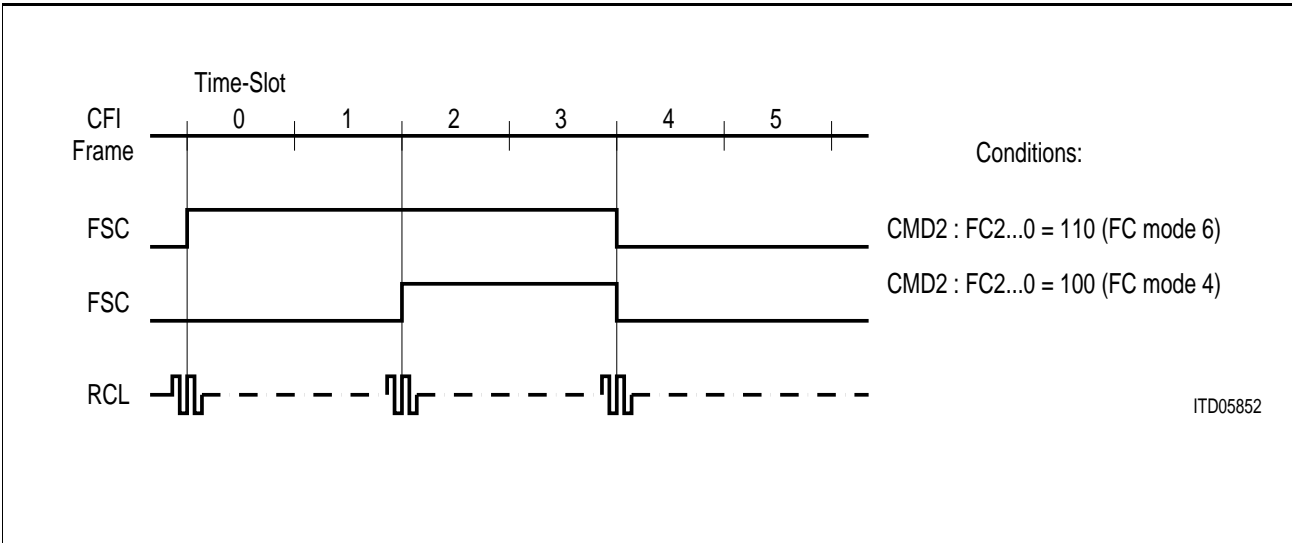 Time-Slot
CFI 0 1 2 3 4 5
Frame
Conditions:
FSC CMD2 : FC2...0 = 110 (FC mode 6)
FSC CMD2 : FC2...0 = 100 (FC mode 4)
RCL
ITD05852